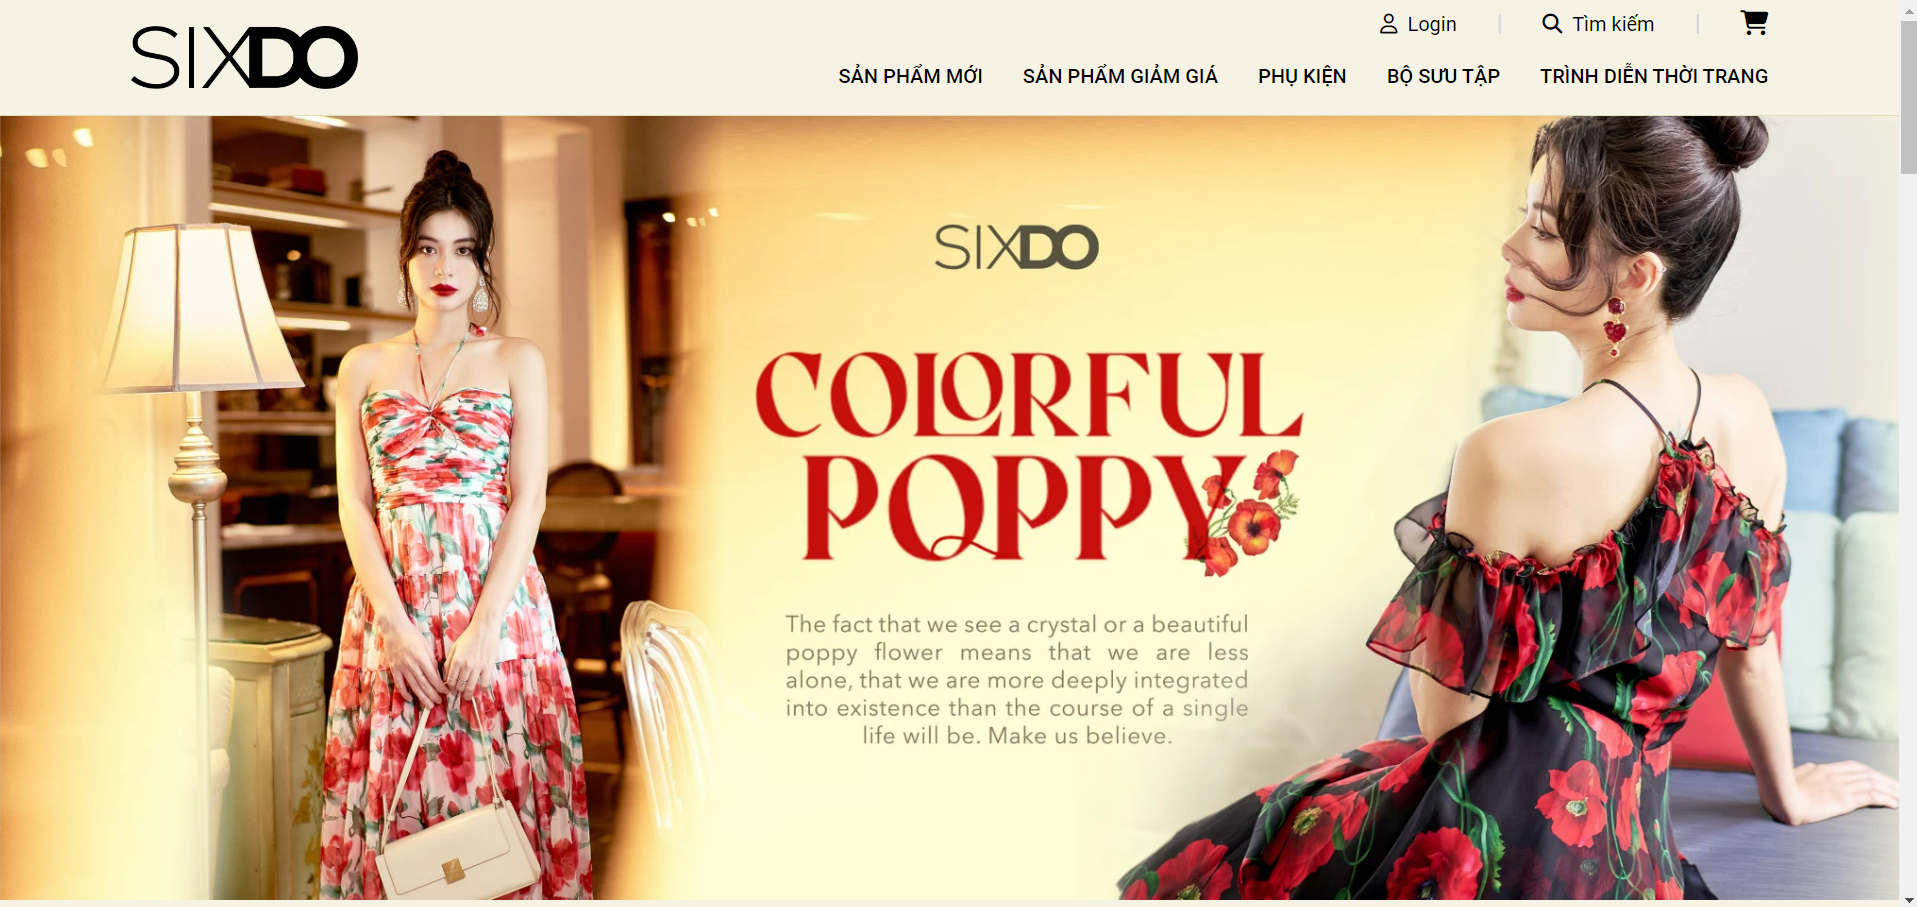 SIXDO
Login
Tìm kiếm
SẢN PHẨM MỚI
SẢN PHẨM GIẢM GIÁ
PHỤ KIỆN
BỘ SƯU TẬP
TRÌNH DIỄN THỜI TRANG
SIXDO
COLORFUL
POPPY
The fact that we see a crystal or a beautiful
poppy flower means that we are less
alone, that we are more deeply integrated
into existence than the course of a single
life will be. Make us believe.